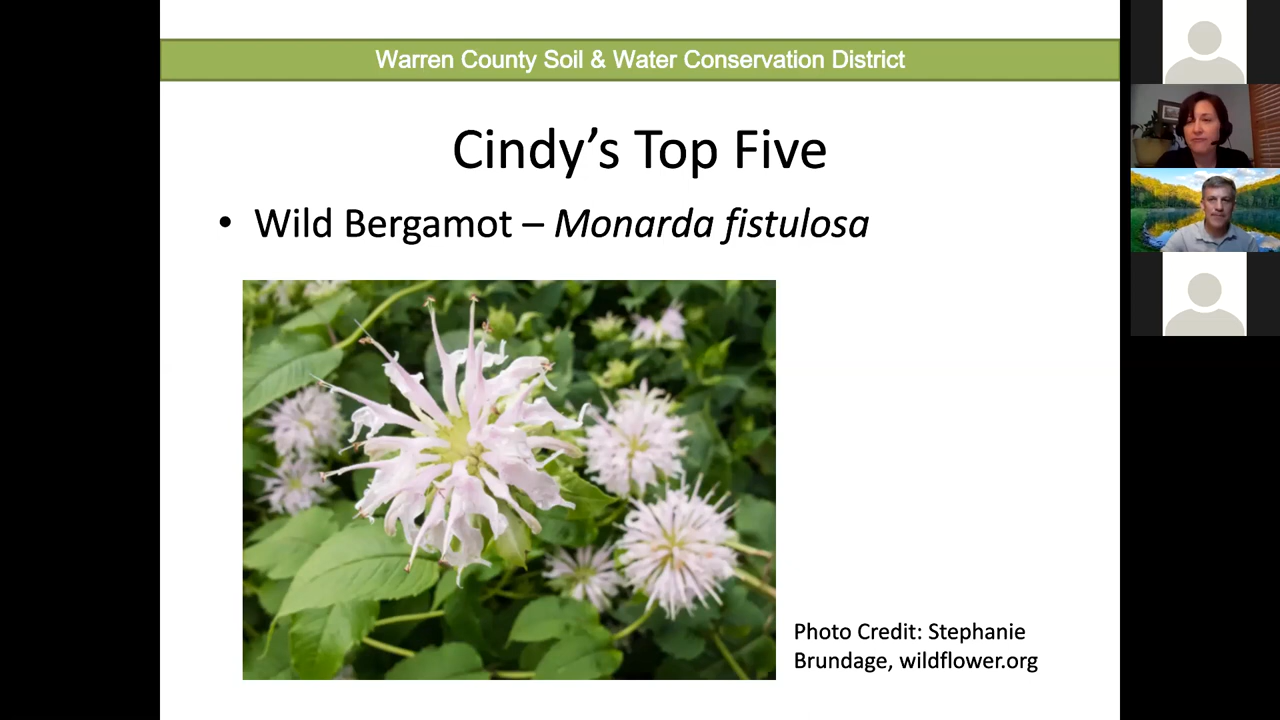 Warren County Soil & Water Conservation District
Cindy’s Top Five
• Wild Bergamot – Monarda fistulosa
Photo Credit: Stephanie
Brundage, wildflower.org